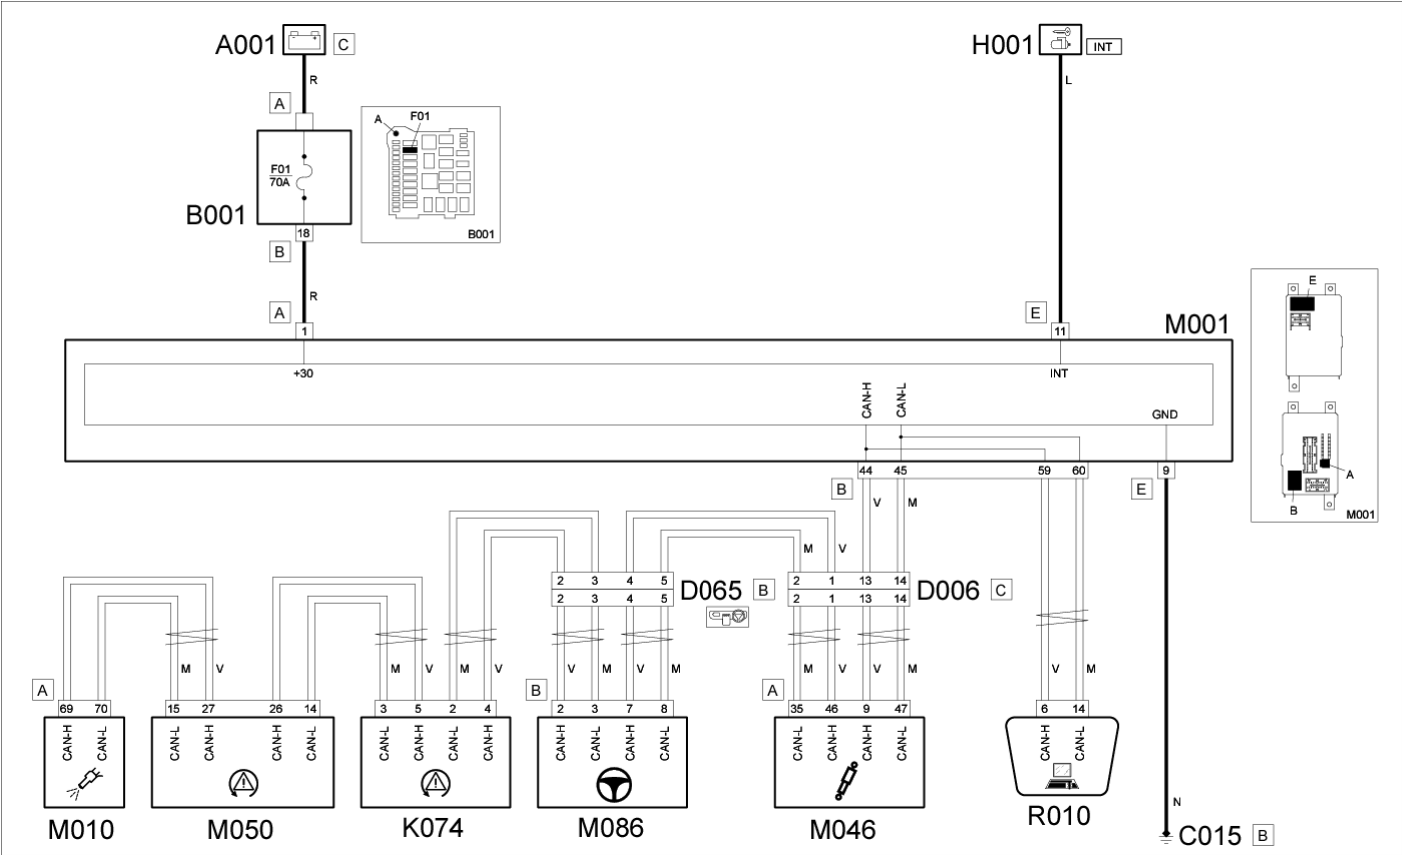 A001 C H001 INT
R L
A
A F01
F01
70A
B001 18 B001
B
R
A 1 E 11 M001
E
+30 INT
CAN-H CAN-L
GND
44 45 59 60 9
B E
A
B M001
V M
M V
2 3 4 5 2 1 13 14
2 3 4 5 2 1 13 14
D065 B D006 C
M V M V M V V M V M M V V M V M
A B A
69 70 15 27 26 14 3 5 2 4 2 3 7 8 35 46 9 47 6 14
CAN-H CAN-L CAN-L CAN-H CAN-H CAN-L CAN-L CAN-H CAN-L CAN-H CAN-H CAN-L CAN-H CAN-L CAN-L CAN-H CAN-H CAN-L CAN-H CAN-L
N
M010 M050 K074 M086 M046 R010 C015 B